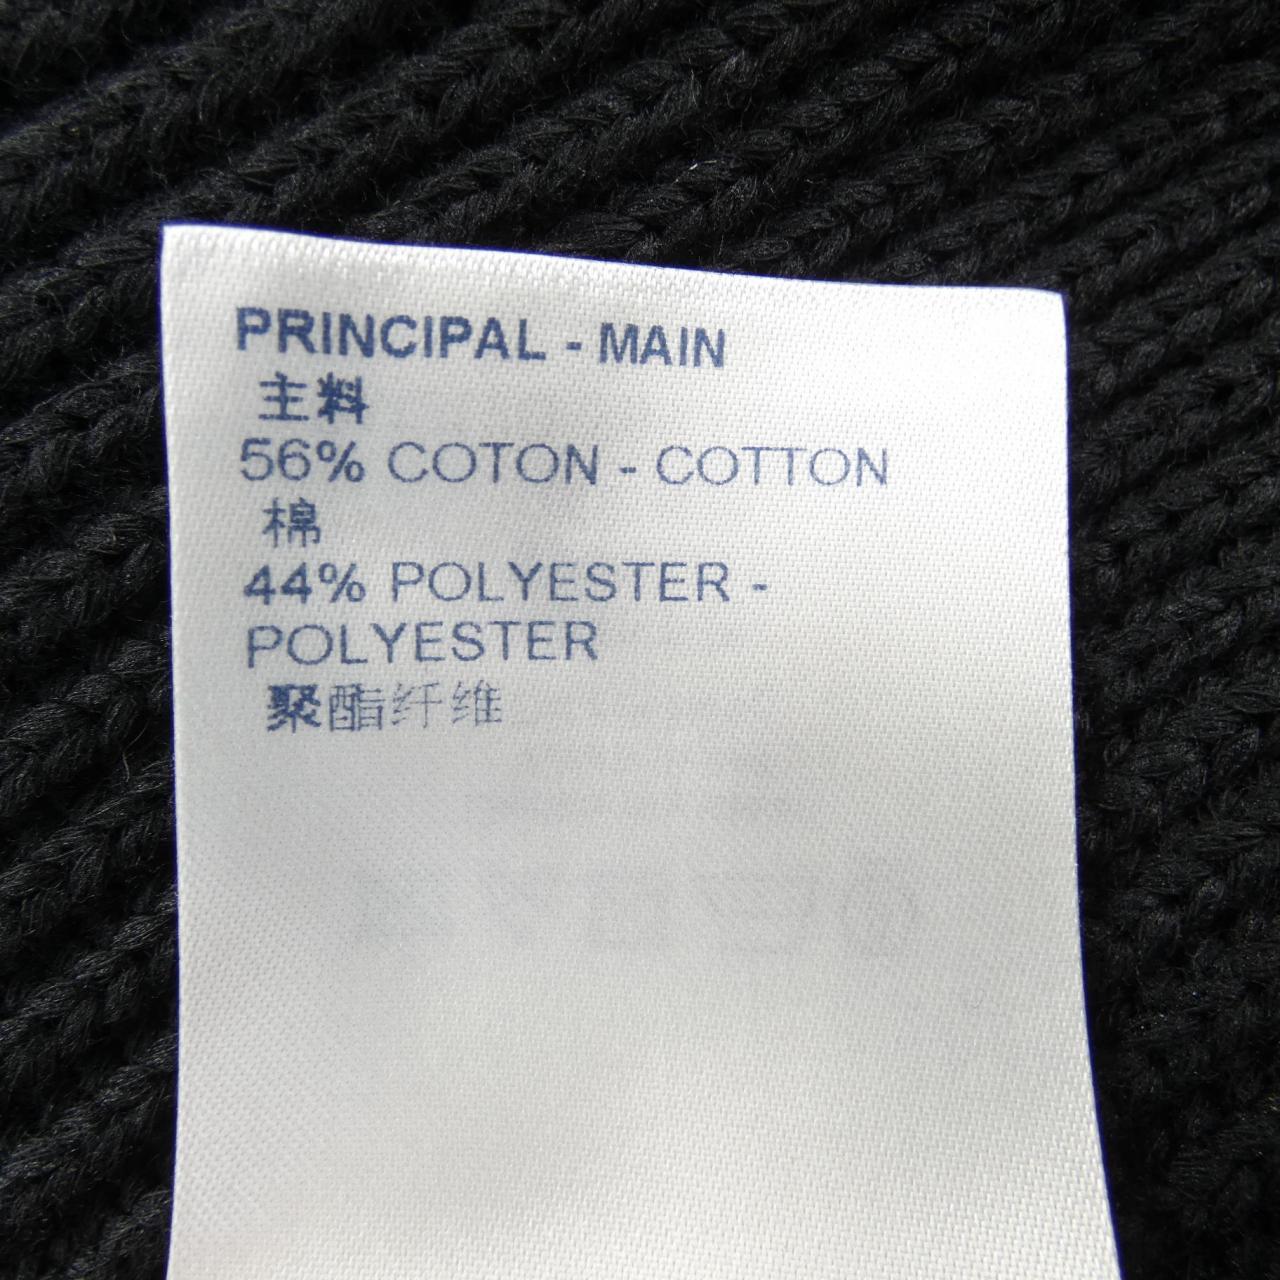 PRINCIPAL - MAIN
主料
56% COTON - COTTON
棉
44% POLYESTER -
POLYESTER
聚酯纤维